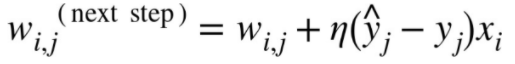 w_{i,j}^{(next step)} = w_{i,j} + η(ŷ_j − y_j)x_i